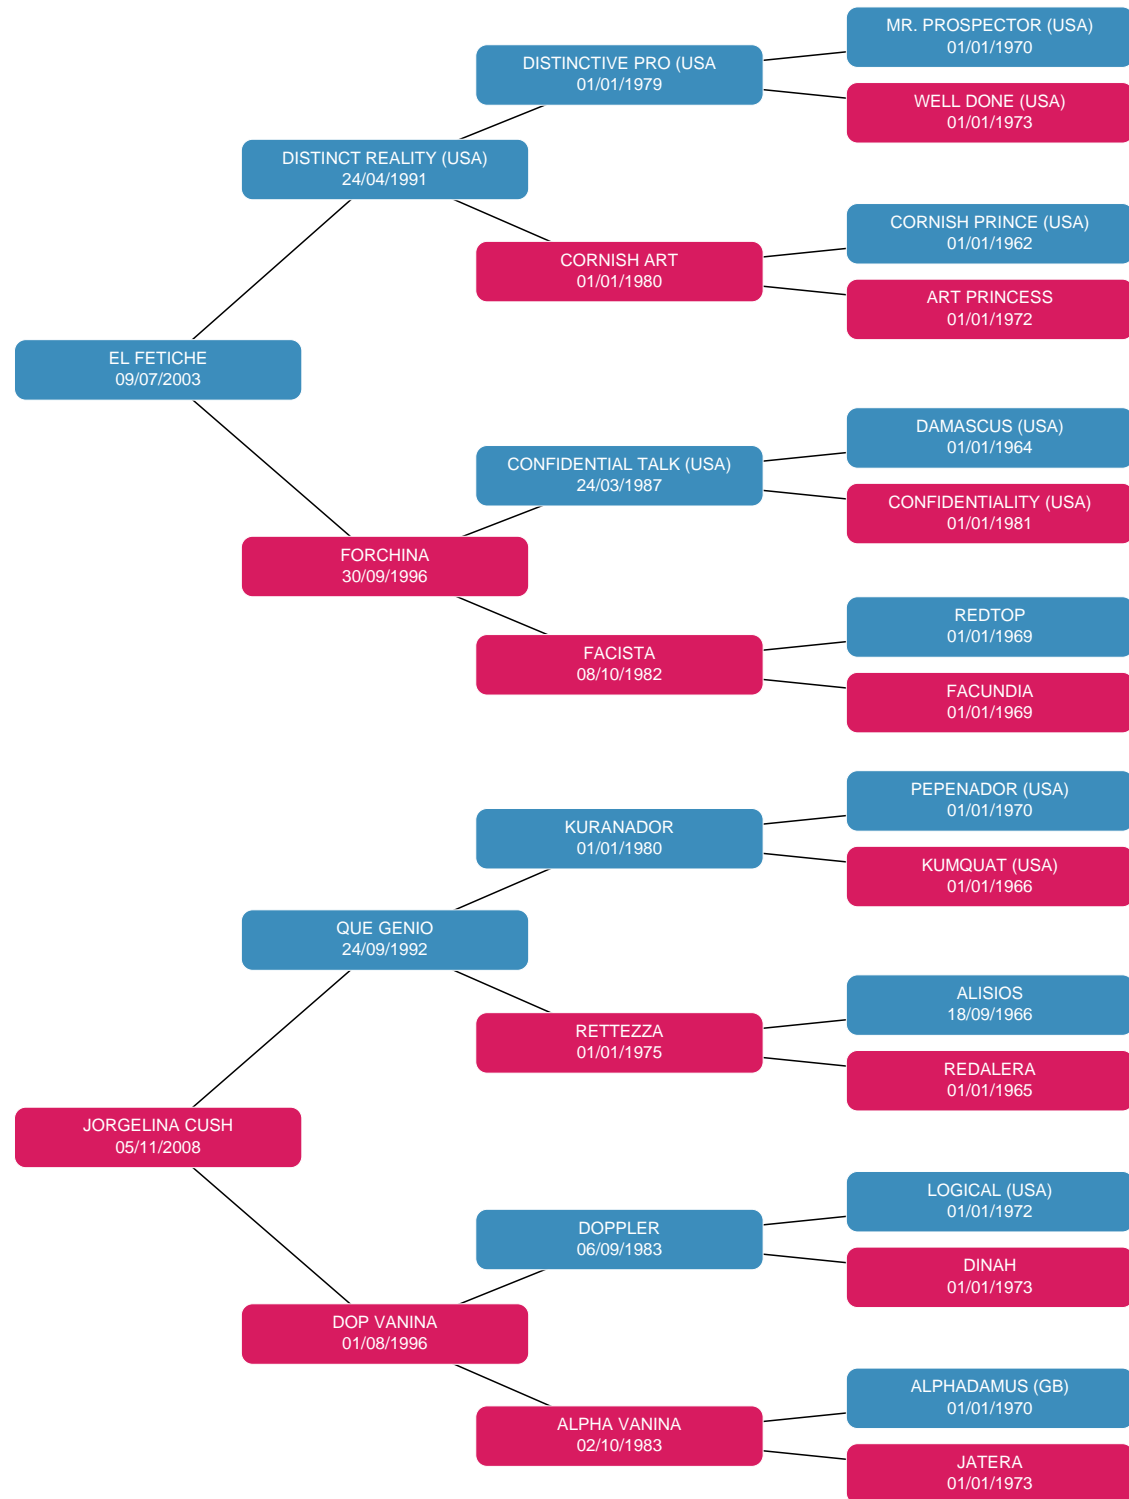 MR. PROSPECTOR (USA)
01/01/1970
DISTINCTIVE PRO (USA
01/01/1979
WELL DONE (USA)
01/01/1973
DISTINCT REALITY (USA)
24/04/1991
CORNISH PRINCE (USA)
01/01/1962
CORNISH ART
01/01/1980
ART PRINCESS
01/01/1972
EL FETICHE
09/07/2003
DAMASCUS (USA)
01/01/1964
CONFIDENTIAL TALK (USA)
24/03/1987
CONFIDENTIALITY (USA)
01/01/1981
FORCHINA
30/09/1996
REDTOP
01/01/1969
FACISTA
08/10/1982
FACUNDIA
01/01/1969
PEPENADOR (USA)
01/01/1970
KURANADOR
01/01/1980
KUMQUAT (USA)
01/01/1966
QUE GENIO
24/09/1992
ALISIOS
18/09/1966
RETTEZZA
01/01/1975
REDALERA
01/01/1965
JORGELINA CUSH
05/11/2008
LOGICAL (USA)
01/01/1972
DOPPLER
06/09/1983
DINAH
01/01/1973
DOP VANINA
01/08/1996
ALPHADAMUS (GB)
01/01/1970
ALPHA VANINA
02/10/1983
JATERA
01/01/1973